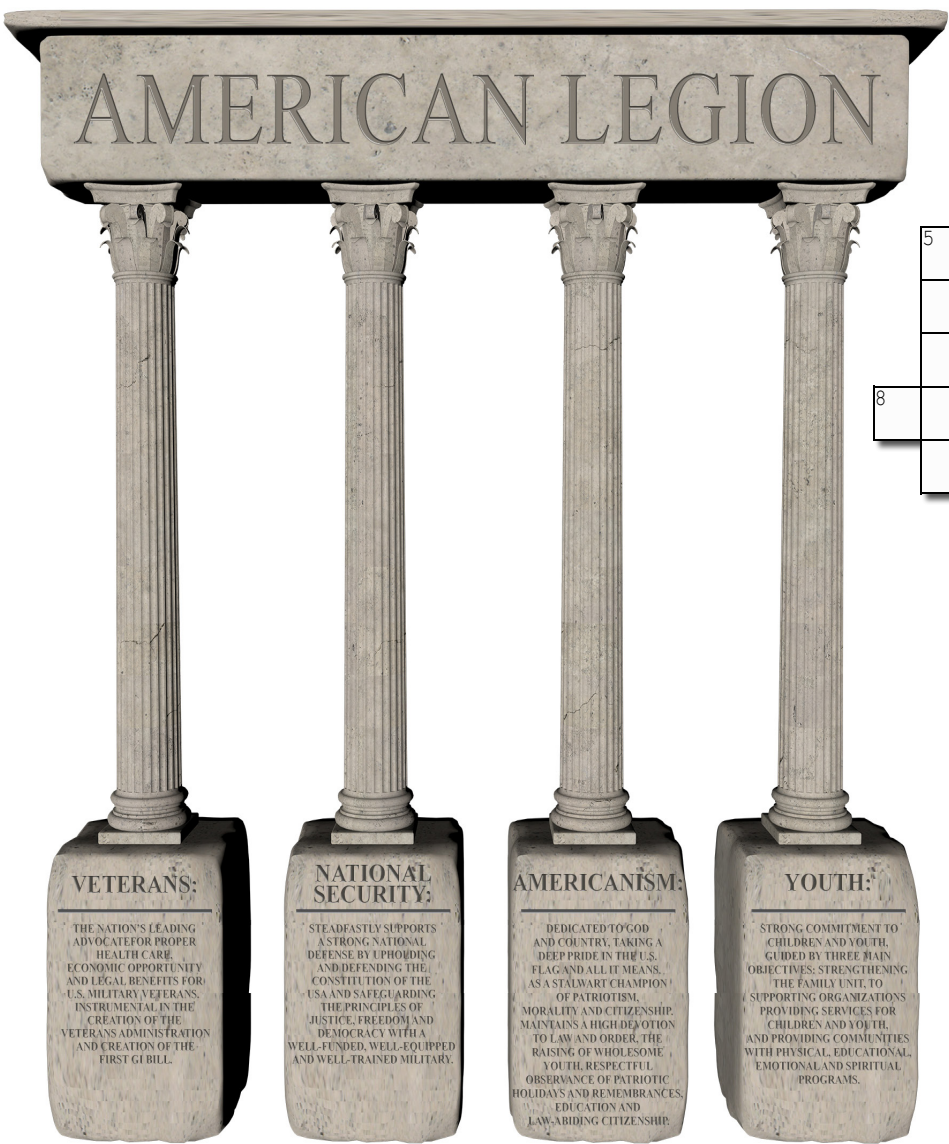 AMERICAN LEGION
5
8
VETERANS:
THE NATION'S LEADING
ADVOCATEFOR PROPER
HEALTH CARE,
ECONOMIC OPPORTUNITY
AND LEGAL BENEFITS FOR
U.S. MILITARY VETERANS.
INSTRUMENTAL IN THE
CREATION OF THE
VETERANS ADMINISTRATION
AND CREATION OF THE
FIRST GI BILL.
NATIONAL
SECURITY:
STEADFASTLY SUPPORTS
A STRONG NATIONAL
DEFENSE BY UPHOLDING
AND DEFENDING THE
CONSTITUTION OF THE
USA AND SAFEGUARDING
THE PRINCIPLES OF
JUSTICE, FREEDOM AND
DEMOCRACY WITH A
WELL-FUNDED, WELL-EQUIPPED
AND WELL-TRAINED MILITARY.
AMERICANISM:
DEDICATED TO GOD
AND COUNTRY, TAKING A
DEEP PRIDE IN THE U.S.
FLAG AND ALL IT MEANS,
AS A STALWART CHAMPION
OF PATRIOTISM,
MORALITY AND CITIZENSHIP.
MAINTAINS A HIGH DEVOTION
TO LAW AND ORDER, THE
RAISING OF WHOLESOME
YOUTH, RESPECTFUL
OBSERVANCE OF PATRIOTIC
HOLIDAYS AND REMEMBRANCES,
EDUCATION AND
LAW-ABIDING CITIZENSHIP.
YOUTH:
STRONG COMMITMENT TO
CHILDREN AND YOUTH,
GUIDED BY THREE MAIN
OBJECTIVES: STRENGTHENING
THE FAMILY UNIT, TO
SUPPORTING ORGANIZATIONS
PROVIDING SERVICES FOR
CHILDREN AND YOUTH,
AND PROVIDING COMMUNITIES
WITH PHYSICAL, EDUCATIONAL,
EMOTIONAL AND SPIRITUAL
PROGRAMS.